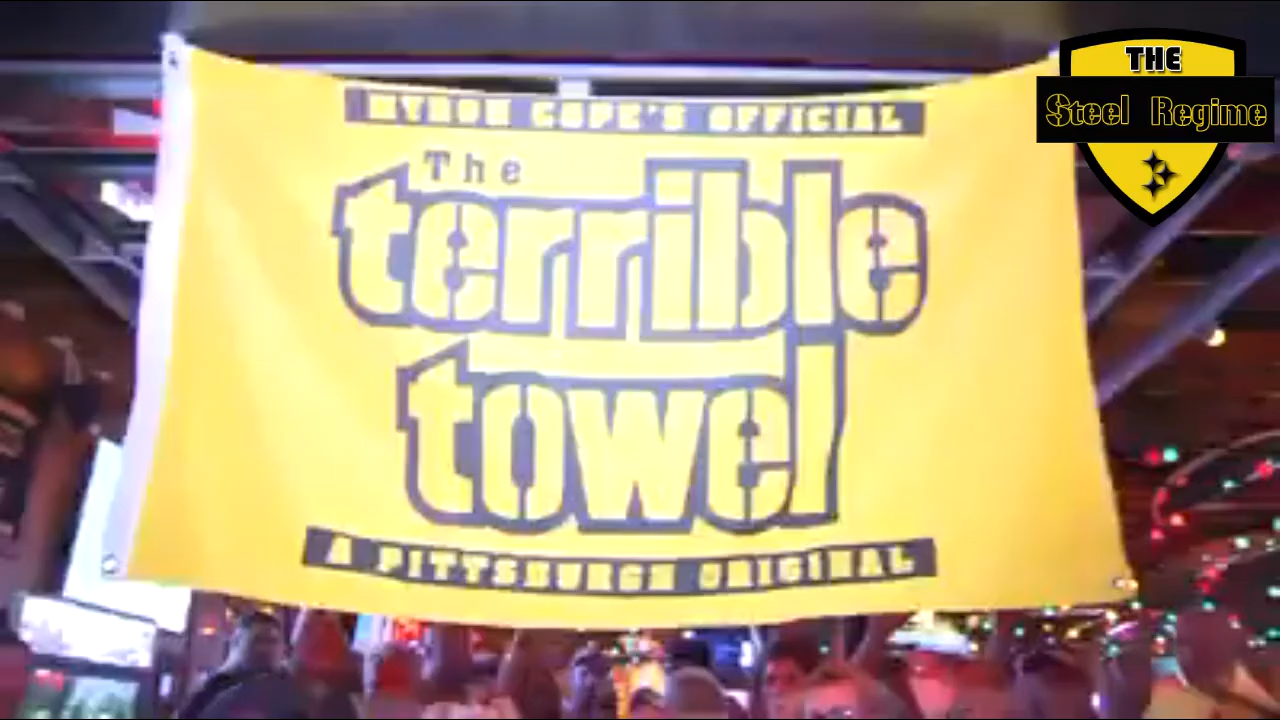 MYRON COPE'S OFFICIAL
The
terrible
towel
A PITTSBURGH ORIGINAL
THE
Steel Regime